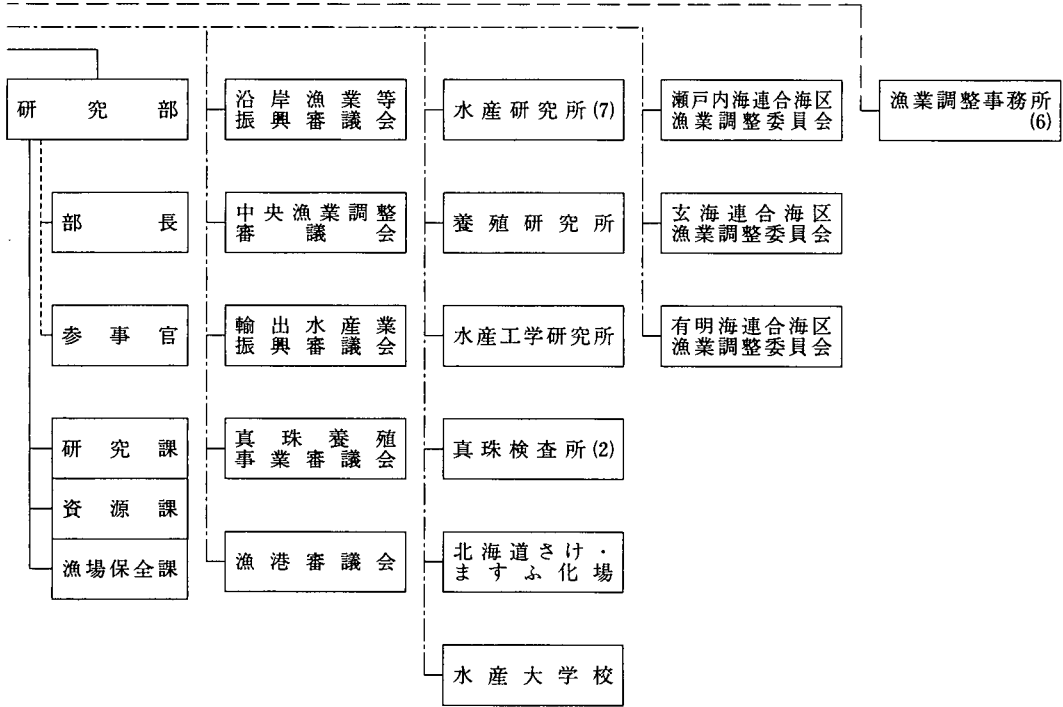 研究部
部長
参事官
研究課
資源課
漁場保全課
沿岸漁業等
振興審議会
中央漁業調整
審議会
輸出水産業
振興審議会
真珠養殖
事業審議会
漁港審議会
水産研究所(7)
養殖研究所
水産工学研究所
真珠検査所(2)
北海道さけ・
ますふ化場
水産大学校
瀬戸内海連合海区
漁業調整委員会
玄海連合海区
漁業調整委員会
有明海連合海区
漁業調整委員会
漁業調整事務所
(6)